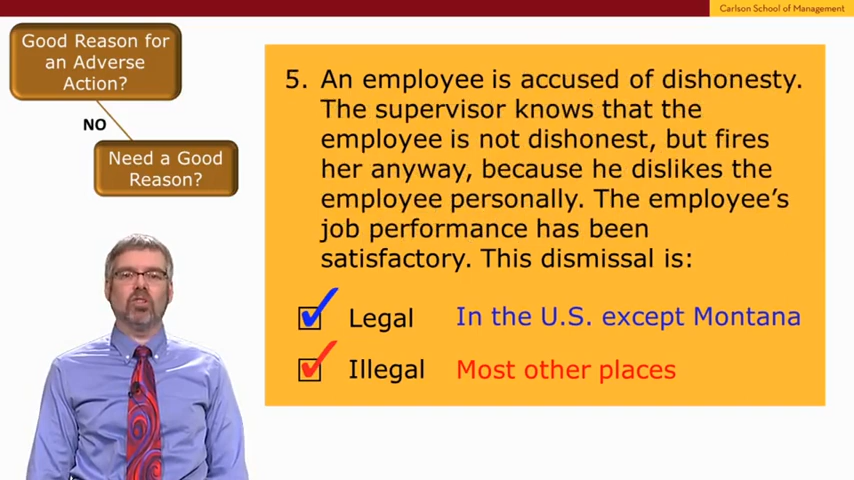 Carlson School of Management
Good Reason for
an Adverse
Action?
NO
Need a Good
Reason?
5. An employee is accused of dishonesty.
The supervisor knows that the
employee is not dishonest, but fires
her anyway, because he dislikes the
employee personally. The employee's
job performance has been
satisfactory. This dismissal is:
Legal In the U.S. except Montana
Illegal Most other places